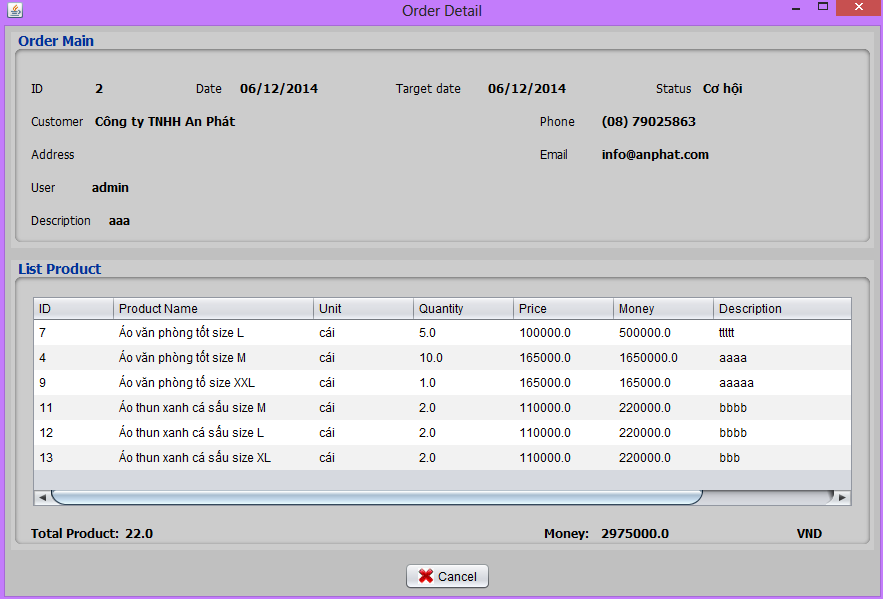 Order Detail
Order Main
ID 2 Date 06/12/2014 Target date 06/12/2014 Status Cơ hội
Customer Công ty TNHH An Phát Phone (08) 79025863
Address Email info@anphat.com
User admin
Description aaa
List Product
ID Product Name Unit Quantity Price Money Description
7 Áo văn phòng tốt size L cái 5.0 100000.0 500000.0 ttttt
4 Áo văn phòng tốt size M cái 10.0 165000.0 1650000.0 aaaa
9 Áo văn phòng tố size XXL cái 1.0 165000.0 165000.0 aaaaa
11 Áo thun xanh cá sấu size M cái 2.0 110000.0 220000.0 bbbb
12 Áo thun xanh cá sấu size L cái 2.0 110000.0 220000.0 bbbb
13 Áo thun xanh cá sấu size XL cái 2.0 110000.0 220000.0 bbb
Total Product: 22.0 Money: 2975000.0 VND
Cancel